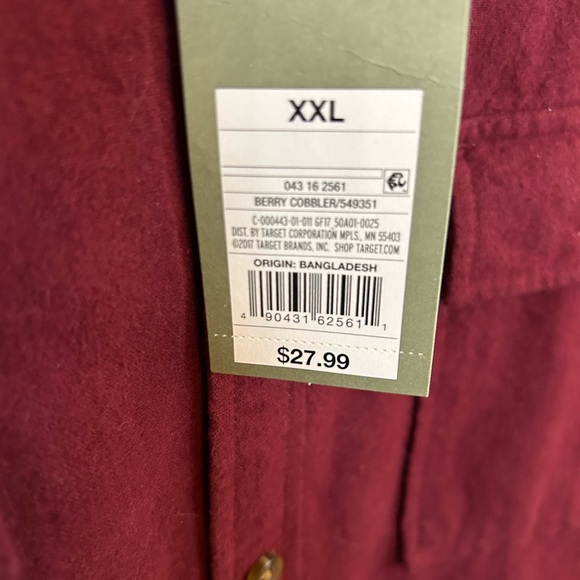 XXL
043 16 2561
BERRY COBBLER/549351
C-000443-01-011 GF17_50A01-0025
DIST. BY TARGET CORPORATION MPLS., MN 55403
©2017 TARGET BRANDS, INC. SHOP TARGET.COM
ORIGIN: BANGLADESH
4 90431 62561 1
$27.99